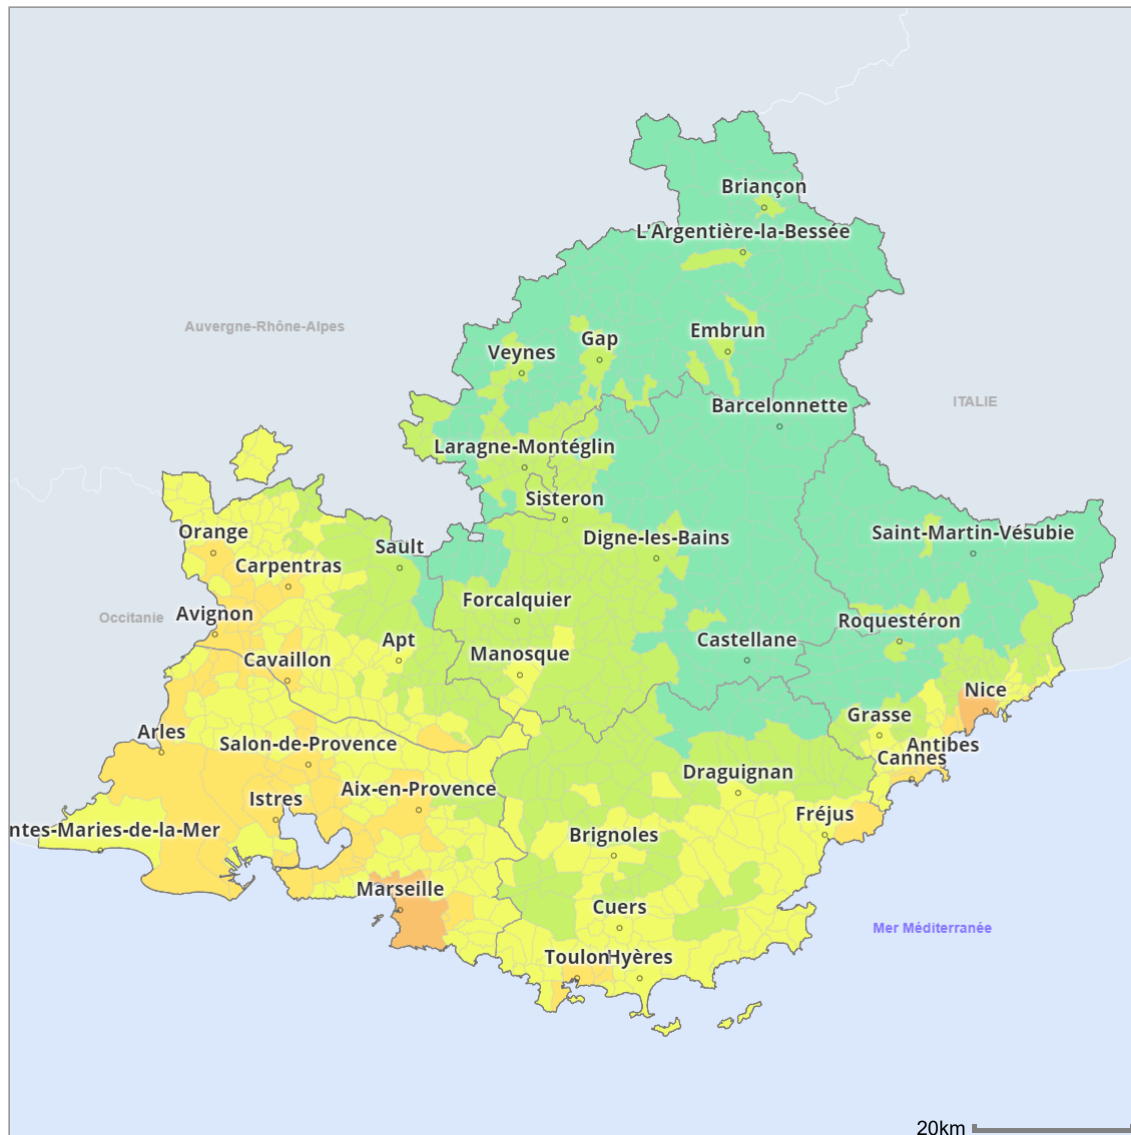 Briançon
L'Argentière-la-Bessée
Auvergne-Rhône-Alpes
Embrun
Gap
Veynes
ITALIE
Barcelonnette
Laragne-Montéglin
Sisteron
Orange
Saint-Martin-Vésubie
Digne-les-Bains
Sault
Carpentras
Forcalquier
Avignon
Occitanie
Roquestéron
Apt
Castellane
Manosque
Cavaillon
Nice
Grasse
Arles
Salon-de-Provence
Antibes
Cannes
Draguignan
Aix-en-Provence
Istres
Fréjus
ntes-Maries-de-la-Mer
Brignoles
Marseille
Cuers
Mer Méditerranée
Toulon
Hyères
20km